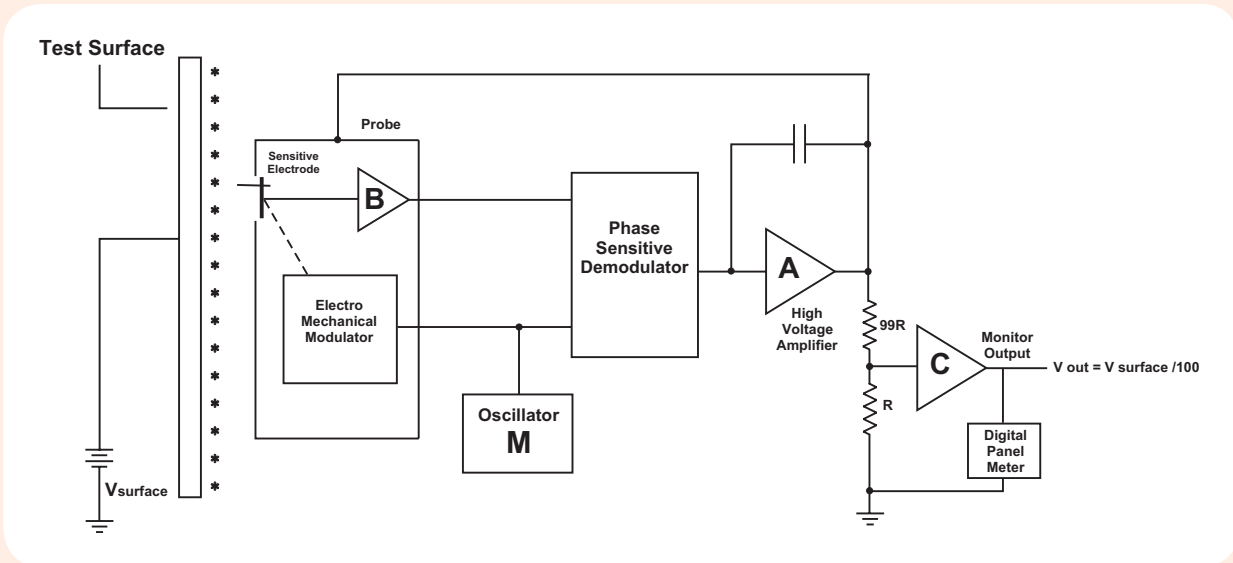 Test Surface
Probe
Sensitive
Electrode
B
Electro
Mechanical
Modulator
Phase
Sensitive
Demodulator
A
High
Voltage
Amplifier
99R
R
C
Monitor
Output
V out = V surface /100
Digital
Panel
Meter
Oscillator
M
Vsurface